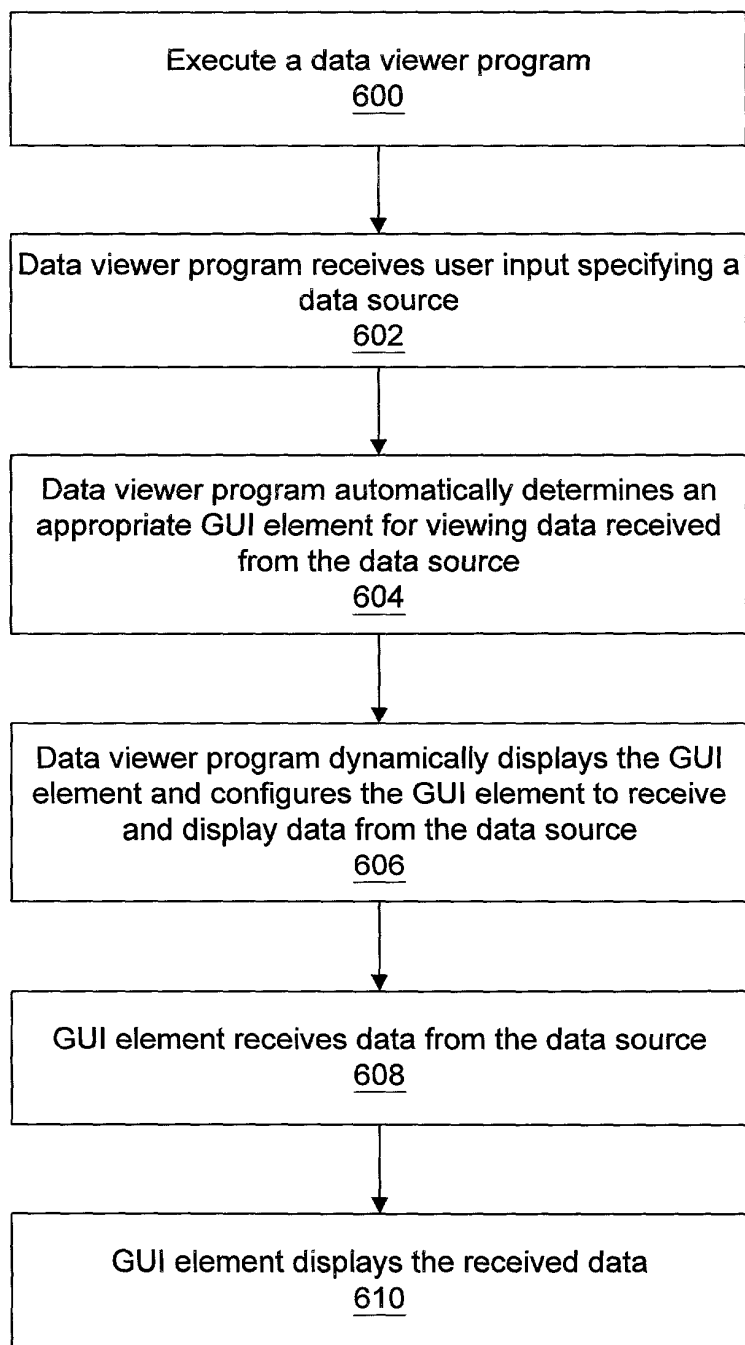 Execute a data viewer program
600
Data viewer program receives user input specifying a
data source
602
Data viewer program automatically determines an
appropriate GUI element for viewing data received
from the data source
604
Data viewer program dynamically displays the GUI
element and configures the GUI element to receive
and display data from the data source
606
GUI element receives data from the data source
608
GUI element displays the received data
610